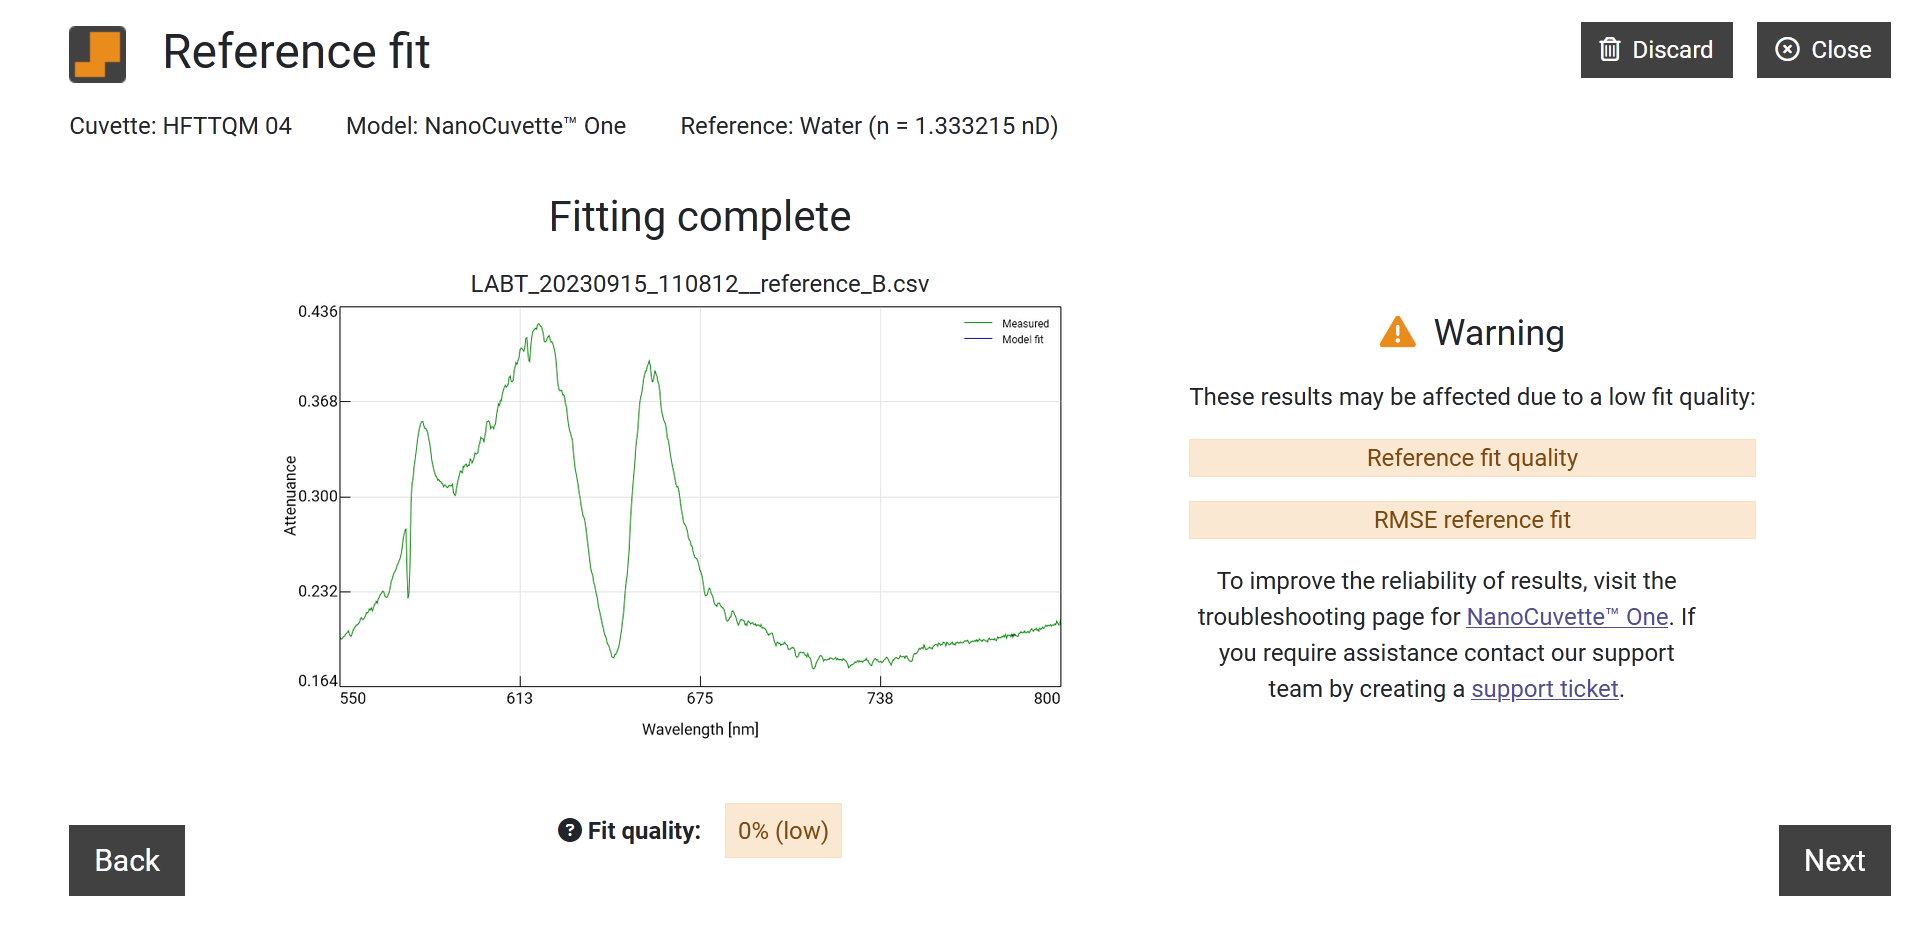 Reference fit
Discard
Close
Cuvette: HFTTQM 04
Model: NanoCuvette™ One
Reference: Water (n = 1.333215 nD)
Fitting complete
LABT_20230915_110812__reference_B.csv
0.436
0.368
0.300
0.232
0.164
Attenuance
Measured
Model fit
550
613
675
738
800
Wavelength [nm]
Fit quality:
0% (low)
Warning
These results may be affected due to a low fit quality:
Reference fit quality
RMSE reference fit
To improve the reliability of results, visit the
troubleshooting page for NanoCuvette™ One. If
you require assistance contact our support
team by creating a support ticket.
Back
Next